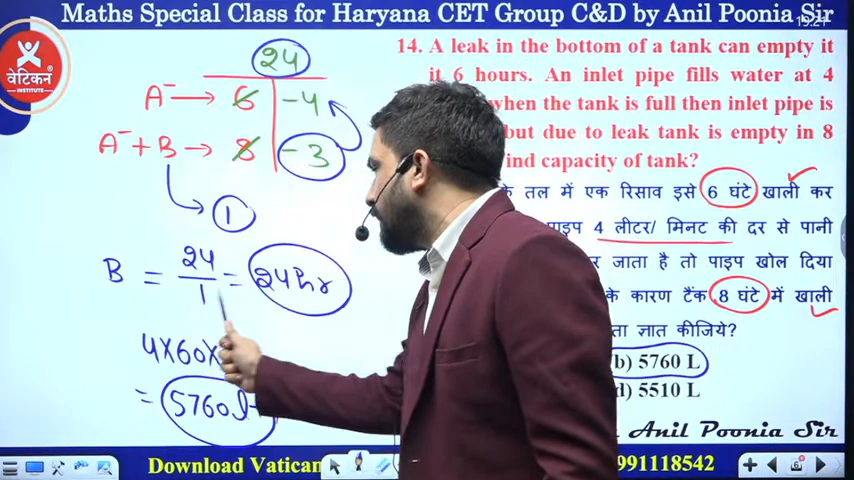 Maths Special Class for Haryana CET Group C&D by Anil Poonia Sir
19:21
वेटिकन
INSTITUTE
24
A⁻ → 6 -4
A⁻ + B → 8 -3
1
B = 24/1 = 24hr
4x60x
= 5760l
14. A leak in the bottom of a tank can empty it
it 6 hours. An inlet pipe fills water at 4
when the tank is full then inlet pipe is
but due to leak tank is empty in 8
ind capacity of tank?
के तल में एक रिसाव इसे 6 घंटे खाली कर
पाइप 4 लीटर/ मिनट की दर से पानी
र जाता है तो पाइप खोल दिया
के कारण टैंक 8 घंटे में खाली
ता ज्ञात कीजिये?
b) 5760 L
d) 5510 L
Anil Poonia Sir
Download Vatican
991118542